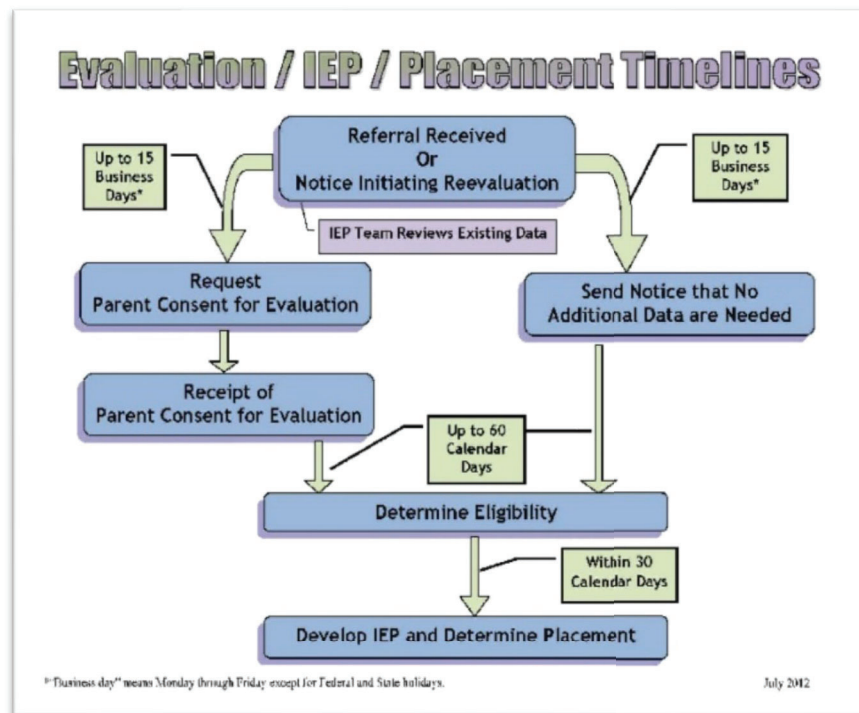 Evaluation / IEP / Placement Timelines
Referral Received
Or
Notice Initiating Reevaluation
Up to 15
Business
Days*
Up to 15
Business
Days*
IEP Team Reviews Existing Data
Request
Parent Consent for Evaluation
Send Notice that No
Additional Data are Needed
Receipt of
Parent Consent for Evaluation
Up to 60
Calendar
Days
Determine Eligibility
Within 30
Calendar Days
Develop IEP and Determine Placement
*"Business day" means Monday through Friday except for Federal and State holidays.
July 2012